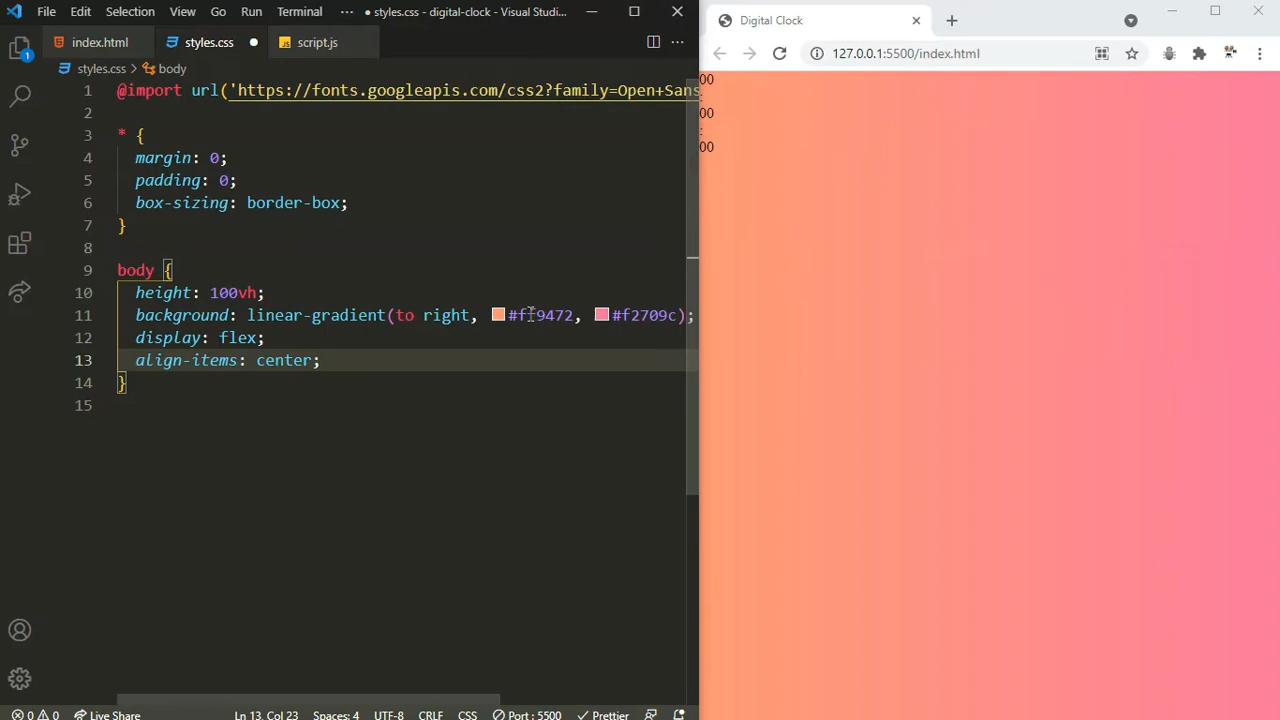 File Edit Selection View Go Run Terminal ··· ● styles.css - digital-clock - Visual Studi...
index.html styles.css ● script.js ···
styles.css > body
1 @import url('https://fonts.googleapis.com/css2?family=Open+Sans
2
3 * {
4 margin: 0;
5 padding: 0;
6 box-sizing: border-box;
7 }
8
9 body {
10 height: 100vh;
11 background: linear-gradient(to right, #ff9472, #f2709c);
12 display: flex;
13 align-items: center;
14 }
15
1
0 0 Live Share Ln 13, Col 23 Spaces: 4 UTF-8 CRLF CSS Port : 5500 Prettier
Digital Clock
127.0.0.1:5500/index.html
00
:
00
:
00